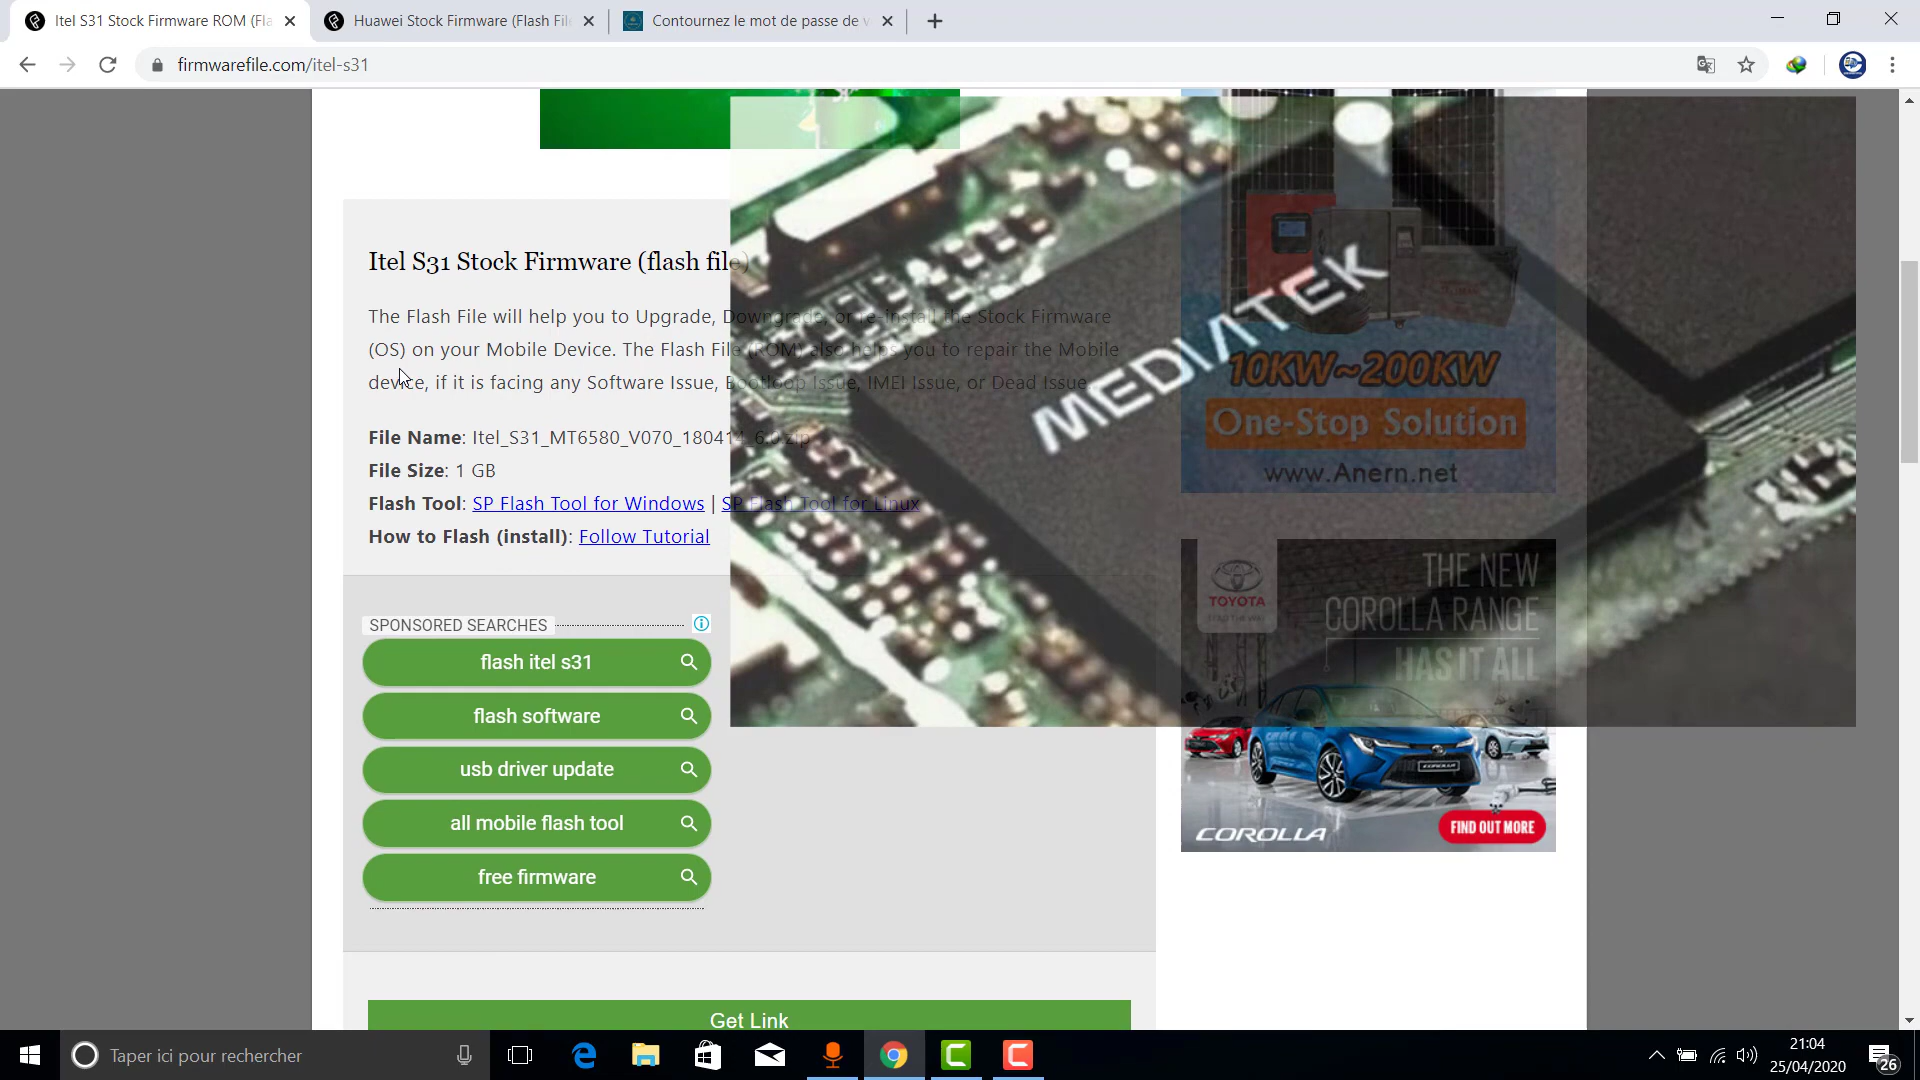 Itel S31 Stock Firmware ROM (Fla
Huawei Stock Firmware (Flash Fil
Contournez le mot de passe de v
firmwarefile.com/itel-s31
Itel S31 Stock Firmware (flash file)
The Flash File will help you to Upgrade, Downgrade, or re-install the Stock Firmware
(OS) on your Mobile Device. The Flash File (ROM) also helps you to repair the Mobile
device, if it is facing any Software Issue, Bootloop Issue, IMEI Issue, or Dead Issue.
File Name: Itel_S31_MT6580_V070_180414_6.0.zip
File Size: 1 GB
Flash Tool: SP Flash Tool for Windows | SP Flash Tool for Linux
How to Flash (install): Follow Tutorial
MEDIATEK
10KW~200KW
One-Stop Solution
www.Anern.net
SPONSORED SEARCHES
flash itel s31
flash software
usb driver update
all mobile flash tool
free firmware
TOYOTA
THE NEW
COROLLA RANGE
HAS IT ALL
COROLLA
COROLLA
FIND OUT MORE
Get Link
Taper ici pour rechercher
21:04
25/04/2020
26